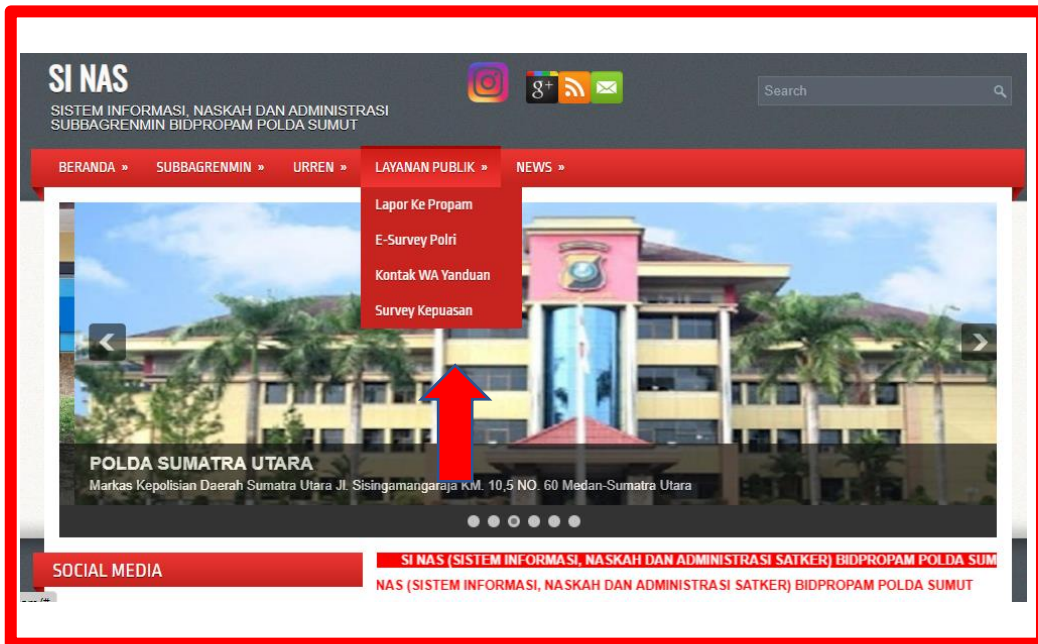 SI NAS
SISTEM INFORMASI, NASKAH DAN ADMINISTRASI
SUBBAGRENMIN BIDPROPAM POLDA SUMUT
g+
Search
BERANDA »
SUBBAGRENMIN »
URREN »
LAYANAN PUBLIK »
NEWS »
Lapor Ke Propam
E-Survey Polri
Kontak WA Yanduan
Survey Kepuasan
POLDA SUMATRA UTARA
Markas Kepolisian Daerah Sumatra Utara Jl. Sisingamangaraja KM. 10,5 NO. 60 Medan-Sumatra Utara
SOCIAL MEDIA
SI NAS (SISTEM INFORMASI, NASKAH DAN ADMINISTRASI SATKER) BIDPROPAM POLDA SUM
NAS (SISTEM INFORMASI, NASKAH DAN ADMINISTRASI SATKER) BIDPROPAM POLDA SUMUT